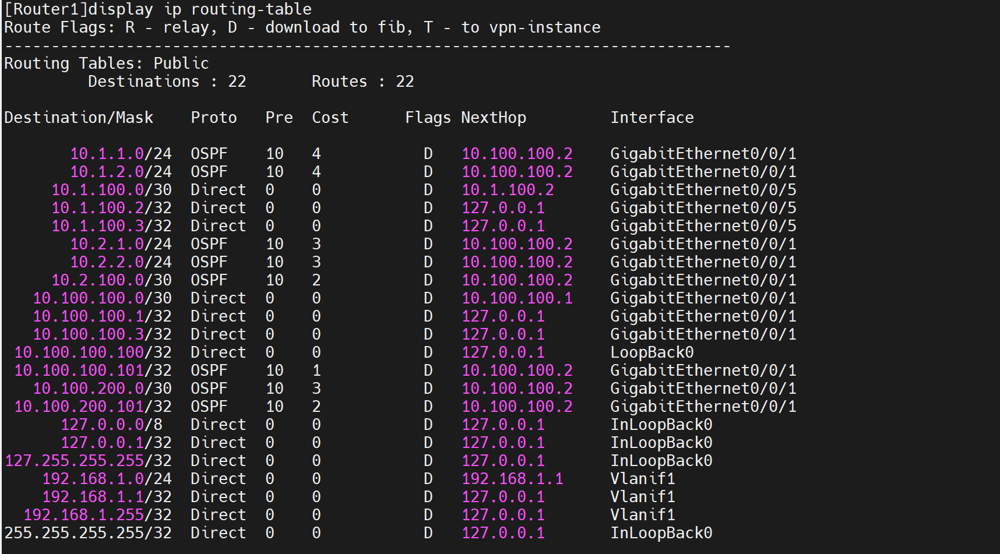 [Router1]display ip routing-table
Route Flags: R - relay, D - download to fib, T - to vpn-instance
------------------------------------------------------------------------------
Routing Tables: Public
         Destinations : 22       Routes : 22

Destination/Mask    Proto   Pre  Cost      Flags NextHop         Interface

       10.1.1.0/24  OSPF    10   4           D   10.100.100.2    GigabitEthernet0/0/1
       10.1.2.0/24  OSPF    10   4           D   10.100.100.2    GigabitEthernet0/0/1
     10.1.100.0/30  Direct  0    0           D   10.1.100.2      GigabitEthernet0/0/5
     10.1.100.2/32  Direct  0    0           D   127.0.0.1       GigabitEthernet0/0/5
     10.1.100.3/32  Direct  0    0           D   127.0.0.1       GigabitEthernet0/0/5
       10.2.1.0/24  OSPF    10   3           D   10.100.100.2    GigabitEthernet0/0/1
       10.2.2.0/24  OSPF    10   3           D   10.100.100.2    GigabitEthernet0/0/1
     10.2.100.0/30  OSPF    10   2           D   10.100.100.2    GigabitEthernet0/0/1
   10.100.100.0/30  Direct  0    0           D   10.100.100.1    GigabitEthernet0/0/1
   10.100.100.1/32  Direct  0    0           D   127.0.0.1       GigabitEthernet0/0/1
   10.100.100.3/32  Direct  0    0           D   127.0.0.1       GigabitEthernet0/0/1
 10.100.100.100/32  Direct  0    0           D   127.0.0.1       LoopBack0
 10.100.100.101/32  OSPF    10   1           D   10.100.100.2    GigabitEthernet0/0/1
   10.100.200.0/30  OSPF    10   3           D   10.100.100.2    GigabitEthernet0/0/1
 10.100.200.101/32  OSPF    10   2           D   10.100.100.2    GigabitEthernet0/0/1
      127.0.0.0/8   Direct  0    0           D   127.0.0.1       InLoopBack0
      127.0.0.1/32  Direct  0    0           D   127.0.0.1       InLoopBack0
127.255.255.255/32  Direct  0    0           D   127.0.0.1       InLoopBack0
    192.168.1.0/24  Direct  0    0           D   192.168.1.1     Vlanif1
    192.168.1.1/32  Direct  0    0           D   127.0.0.1       Vlanif1
  192.168.1.255/32  Direct  0    0           D   127.0.0.1       Vlanif1
255.255.255.255/32  Direct  0    0           D   127.0.0.1       InLoopBack0